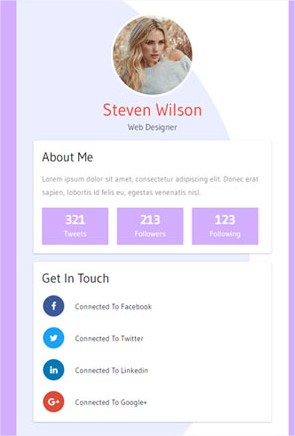 Steven Wilson
Web Designer
About Me
Lorem ipsum dolor sit amet, consectetur adipiscing elit. Donec erat
sapien, lobortis id felis eu, egestas venenatis nisl.
321 213 123
Tweets Followers Following
Get In Touch
f Connected To Facebook
Connected To Twitter
in Connected To Linkedin
G+ Connected To Google+